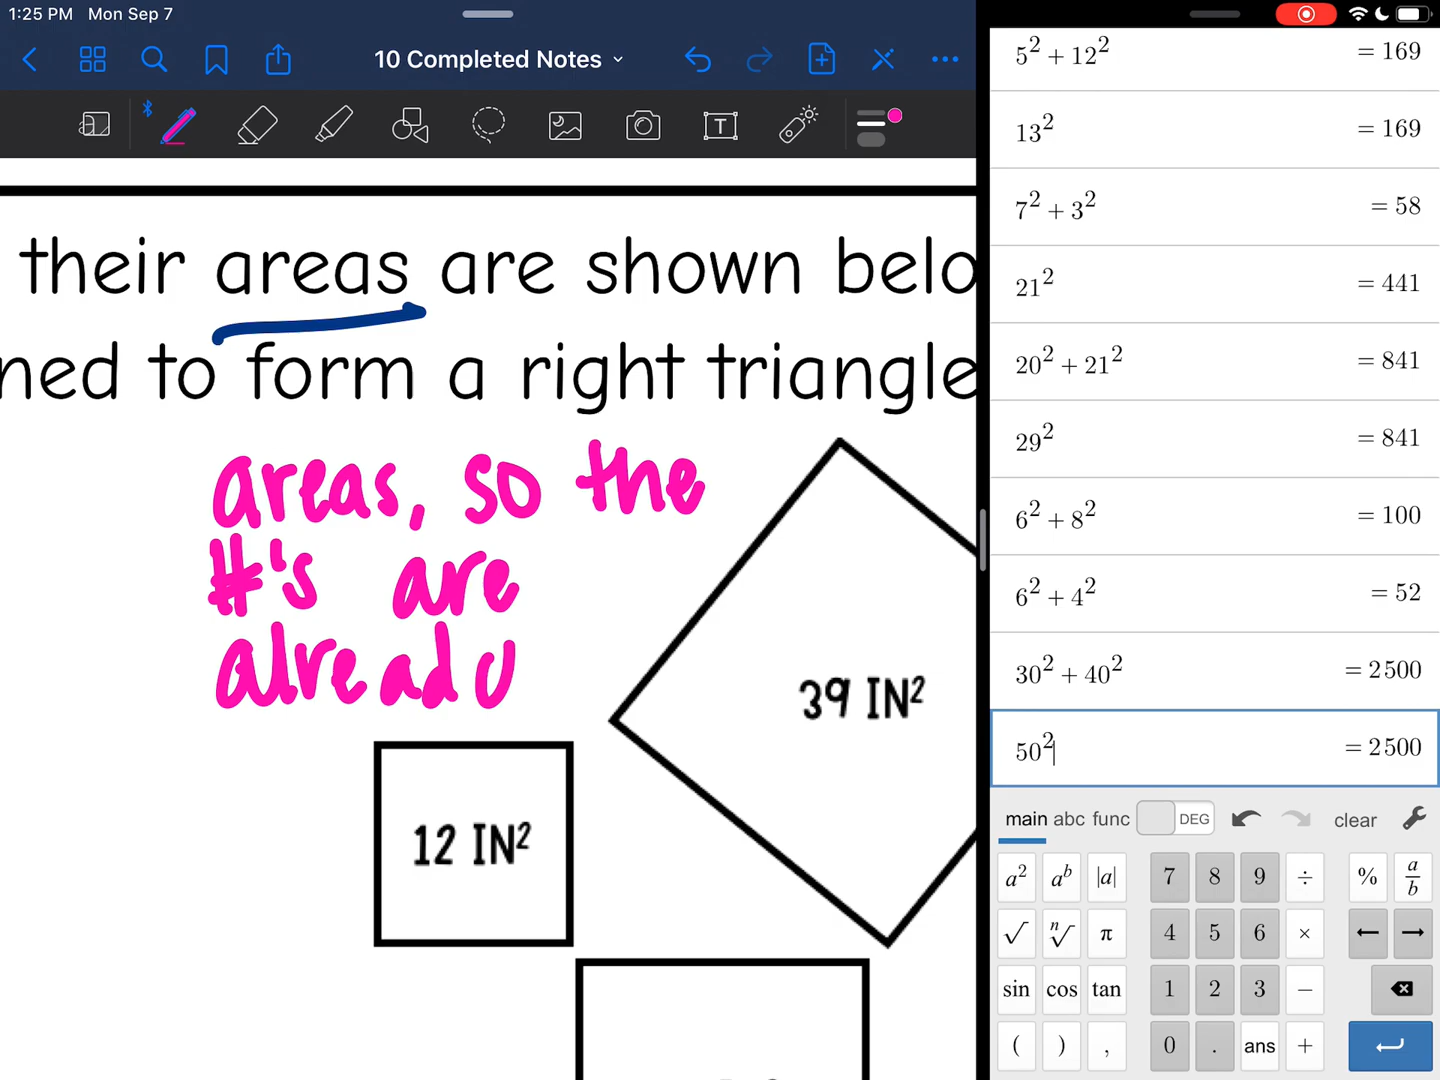 1:25 PM Mon Sep 7
10 Completed Notes
T
their areas are shown belo
ned to form a right triangle
areas, so the
#'s are
alread
39 IN²
12 IN²
5² + 12² = 169
13² = 169
7² + 3² = 58
21² = 441
20² + 21² = 841
29² = 841
6² + 8² = 100
6² + 4² = 52
30² + 40² = 2500
50² = 2500
main abc func DEG clear
a² aᵇ |a| 7 8 9 ÷ % a/b
√ ⁿ√ π 4 5 6 × ← →
sin cos tan 1 2 3 −
( ) , 0 . ans +